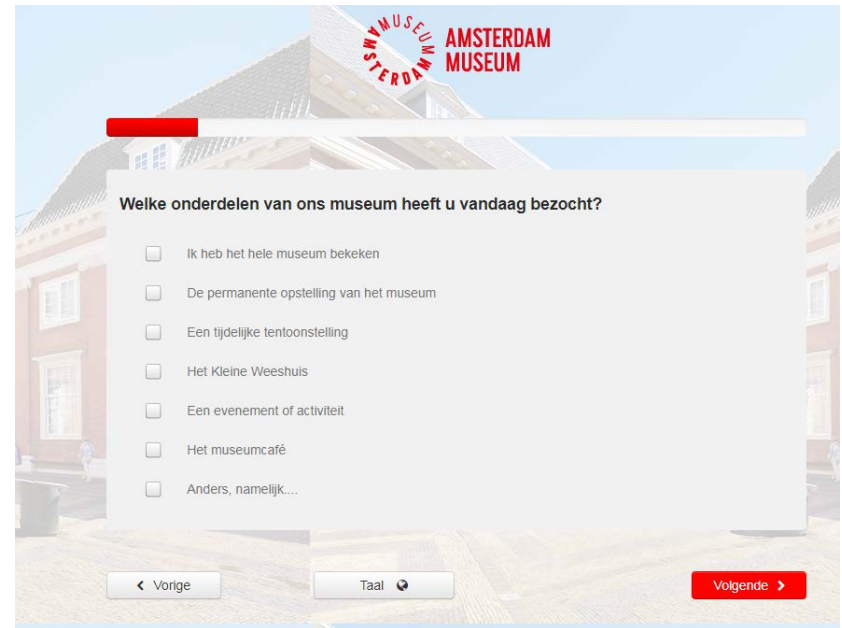 AMSTERDAM MUSEUM
AMSTERDAM
MUSEUM
Welke onderdelen van ons museum heeft u vandaag bezocht?
Ik heb het hele museum bekeken
De permanente opstelling van het museum
Een tijdelijke tentoonstelling
Het Kleine Weeshuis
Een evenement of activiteit
Het museumcafé
Anders, namelijk....
Vorige
Taal
Volgende